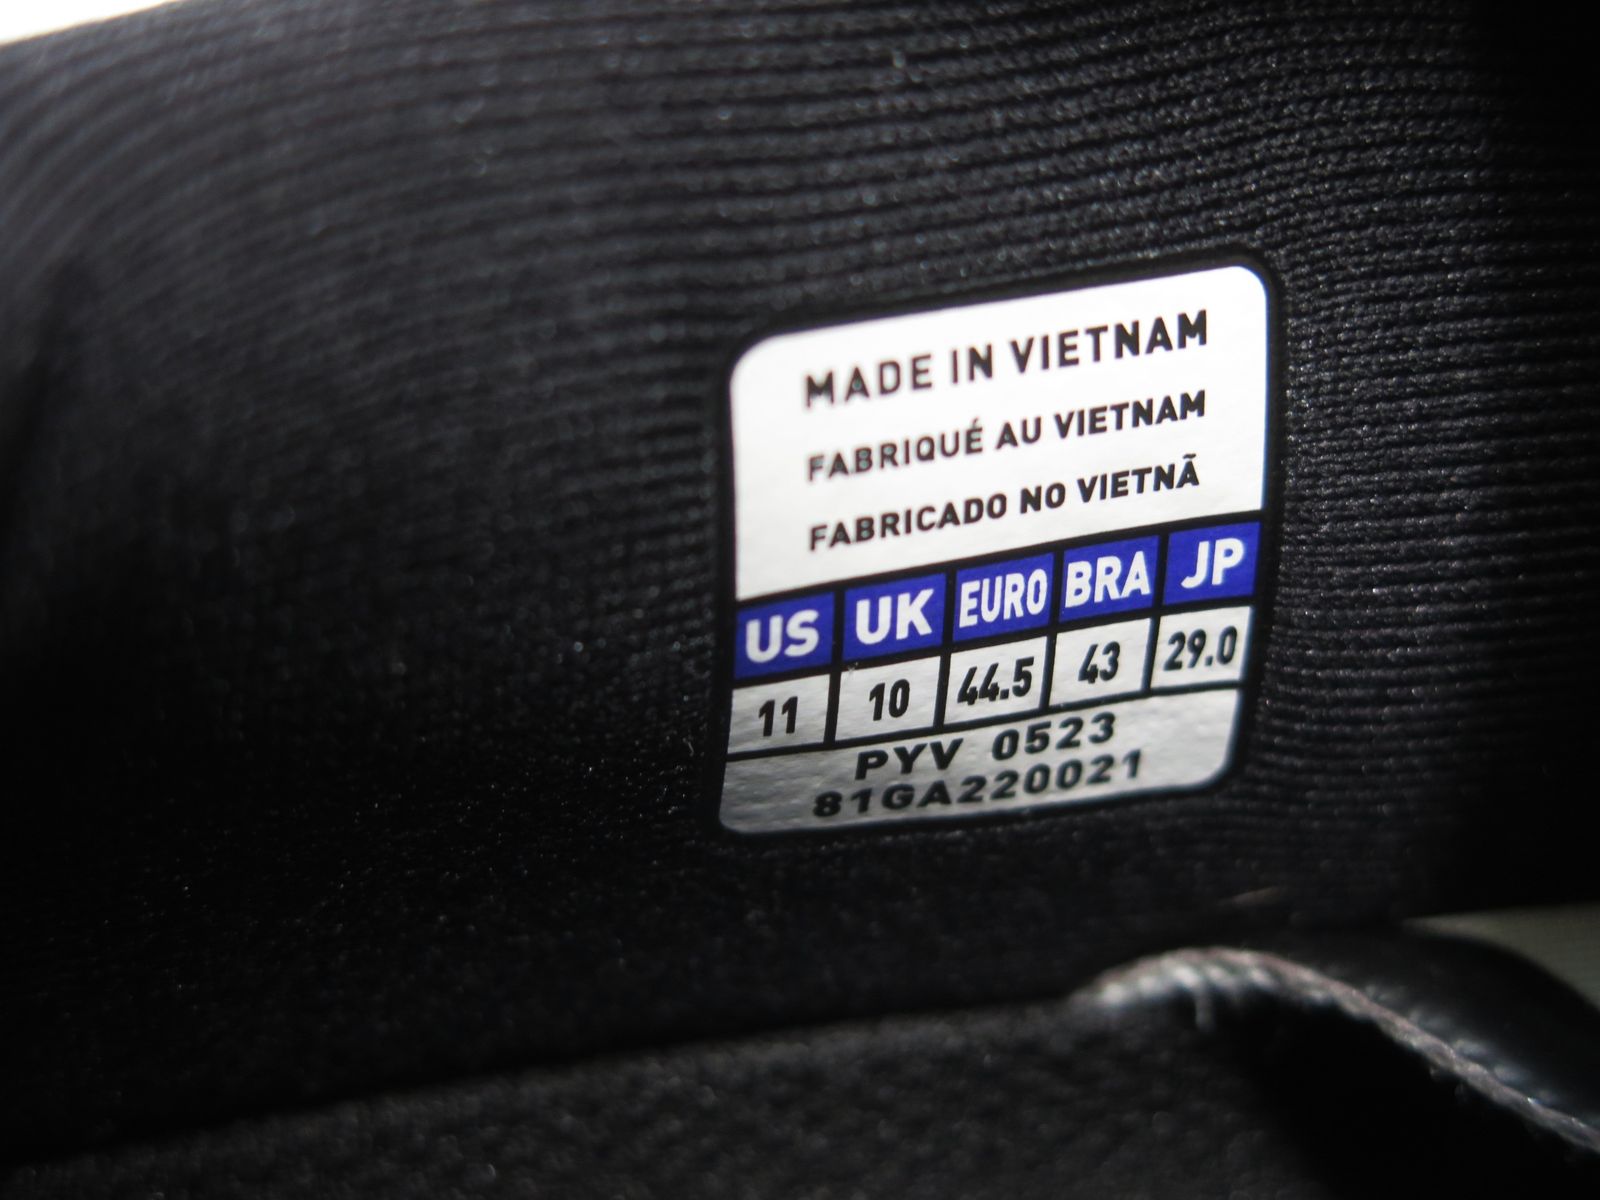 MADE IN VIETNAM
FABRIQUÉ AU VIETNAM
FABRICADO NO VIETNÃ
US UK EURO BRA JP
11 10 44.5 43 29.0
PYV 0523
81GA220021